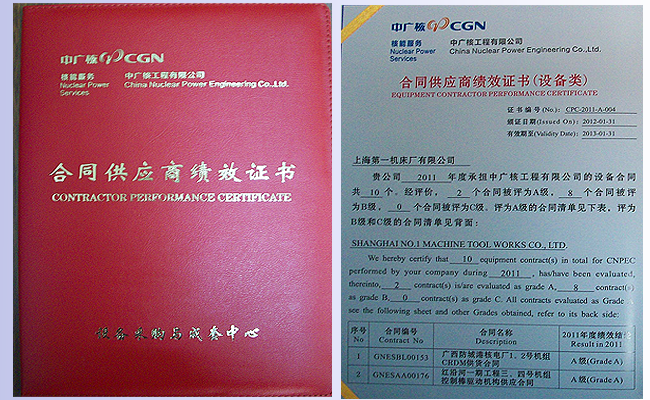 中广核 CGN
核能服务 中广核工程有限公司
Nuclear Power China Nuclear Power Engineering Co.,Ltd.
Services
合同供应商绩效证书
CONTRACTOR PERFORMANCE CERTIFICATE
设备采购与成套中心
中广核 CGN
核能服务 中广核工程有限公司
Nuclear Power China Nuclear Power Engineering Co.,Ltd.
Services
合同供应商绩效证书(设备类)
EQUIPMENT CONTRACTOR PERFORMANCE CERTIFICATE
证书编号(No.): CPC-2011-A-004
颁证日期(Issued On): 2012-01-31
有效期至(Validity Date): 2013-01-31
上海第一机床厂有限公司
贵公司 2011 年度承担中广核工程有限公司的设备合同
共 10 个。经评价, 2 个合同被评为A级, 8 个合同被评
为B级, 0 个合同被评为C级。评为A级的合同清单见下表,评为
B级和C级的合同清单见背面:
SHANGHAI NO.1 MACHINE TOOL WORKS CO., LTD.
We hereby certify that 10 equipment contract(s) in total for CNPEC
performed by your company during 2011 , has/have been evaluated,
thereinto, 2 contract(s) is/are evaluated as grade A, 8 contract(s)
as grade B, 0 contract(s) as grade C. All contracts evaluated as Grade
see the following sheet and other Grades obtained, refer to its back side:
序号 合同编号 合同名称 2011年度绩效结
No Contract No Description Result in 2011
1 GNESBL00153 广西防城港核电厂1、2号机组 A级(Grade A)
CRDM供货合同
2 GNESAA00176 红沿河一期工程三、四号机组 A级(Grade A)
控制棒驱动机构供应合同